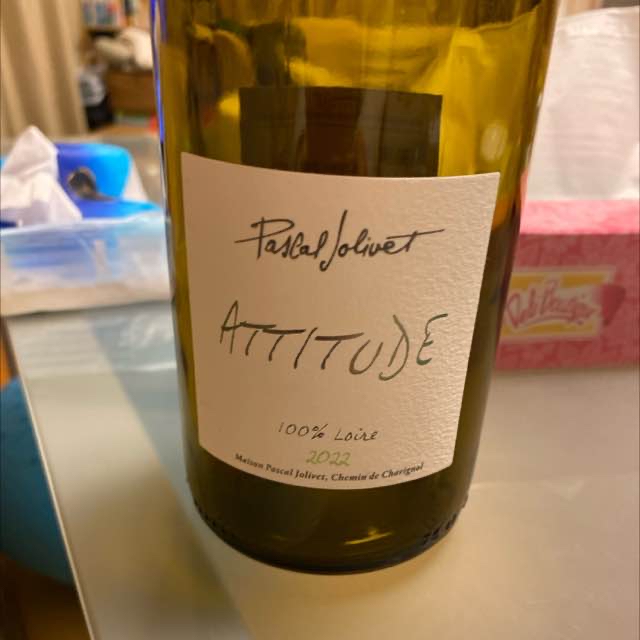 Pascal Jolivet
ATTITUDE
100% Loire
2022
Maison Pascal Jolivet, Chemin de Chavignol